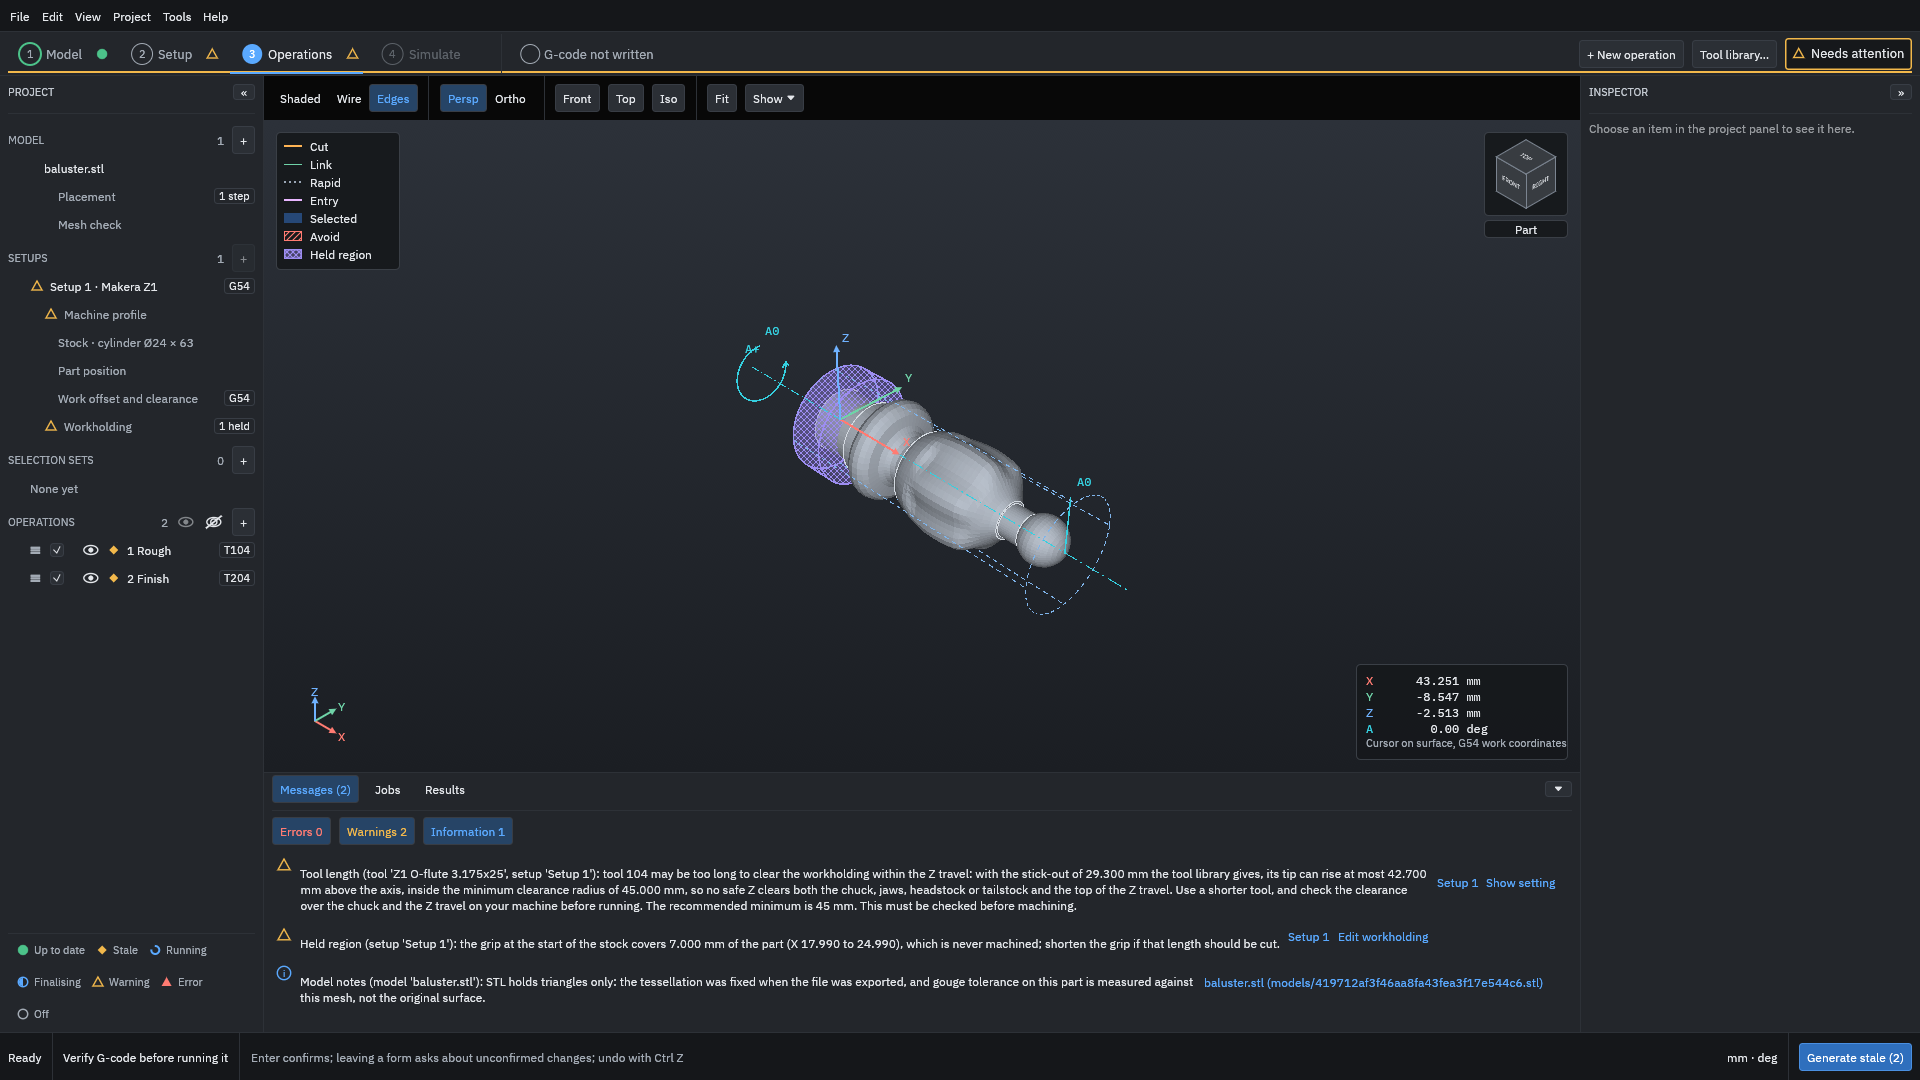 File Edit View Project Tools Help
1 Model 2 Setup 3 Operations 4 Simulate G-code not written + New operation Tool library... Needs attention
PROJECT «
Shaded Wire Edges Persp Ortho Front Top Iso Fit Show
INSPECTOR »
Choose an item in the project panel to see it here.
MODEL 1 +
baluster.stl
Placement 1 step
Mesh check
SETUPS 1 +
Setup 1 · Makera Z1 G54
Machine profile
Stock · cylinder Ø24 × 63
Part position
Work offset and clearance G54
Workholding 1 held
SELECTION SETS 0 +
None yet
OPERATIONS 2 +
1 Rough T104
2 Finish T204
Up to date Stale Running
Finalising Warning Error
Off
Cut
Link
Rapid
Entry
Selected
Avoid
Held region
A0
A+
Z
Y
X
A0
TOP
FRONT RIGHT
Part
Z
Y
X
X 43.251 mm
Y -8.547 mm
Z -2.513 mm
A 0.00 deg
Cursor on surface, G54 work coordinates
Messages (2) Jobs Results
Errors 0 Warnings 2 Information 1
Tool length (tool 'Z1 O-flute 3.175x25', setup 'Setup 1'): tool 104 may be too long to clear the workholding within the Z travel: with the stick-out of 29.300 mm the tool library gives, its tip can rise at most 42.700
mm above the axis, inside the minimum clearance radius of 45.000 mm, so no safe Z clears both the chuck, jaws, headstock or tailstock and the top of the Z travel. Use a shorter tool, and check the clearance
over the chuck and the Z travel on your machine before running. The recommended minimum is 45 mm. This must be checked before machining.
Setup 1 Show setting
Held region (setup 'Setup 1'): the grip at the start of the stock covers 7.000 mm of the part (X 17.990 to 24.990), which is never machined; shorten the grip if that length should be cut.
Setup 1 Edit workholding
Model notes (model 'baluster.stl'): STL holds triangles only: the tessellation was fixed when the file was exported, and gouge tolerance on this part is measured against
this mesh, not the original surface.
baluster.stl (models/419712af3f46aa8fa43fea3f17e544c6.stl)
Ready Verify G-code before running it Enter confirms; leaving a form asks about unconfirmed changes; undo with Ctrl Z mm · deg Generate stale (2)